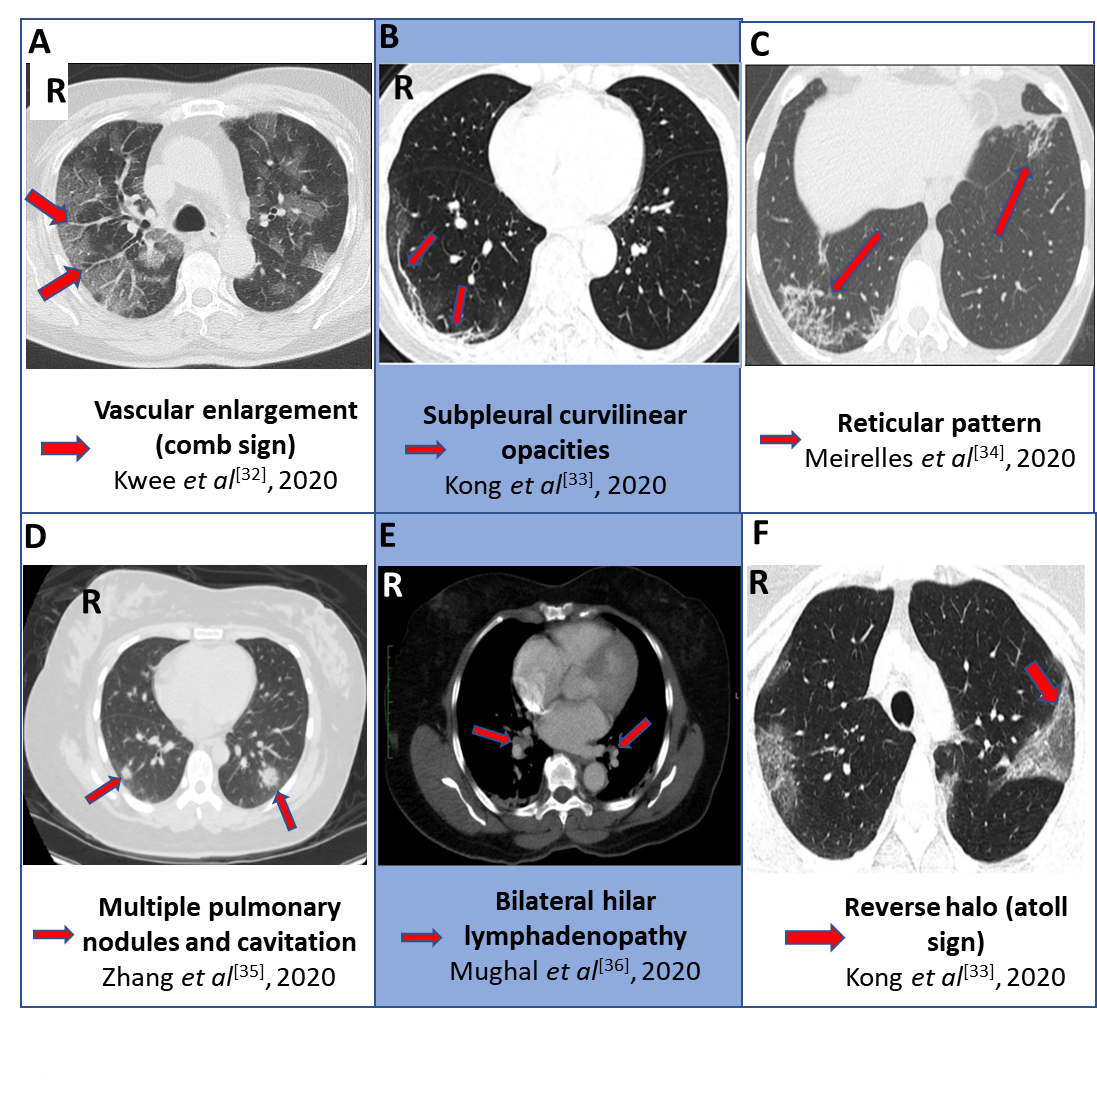 A
R
Vascular enlargement
(comb sign)
Kwee et al[32], 2020
B
R
Subpleural curvilinear
opacities
Kong et al[33], 2020
C
Reticular pattern
Meirelles et al[34], 2020
D
R
Multiple pulmonary
nodules and cavitation
Zhang et al[35], 2020
E
R
L
Bilateral hilar
lymphadenopathy
Mughal et al[36], 2020
F
R
Reverse halo (atoll
sign)
Kong et al[33], 2020